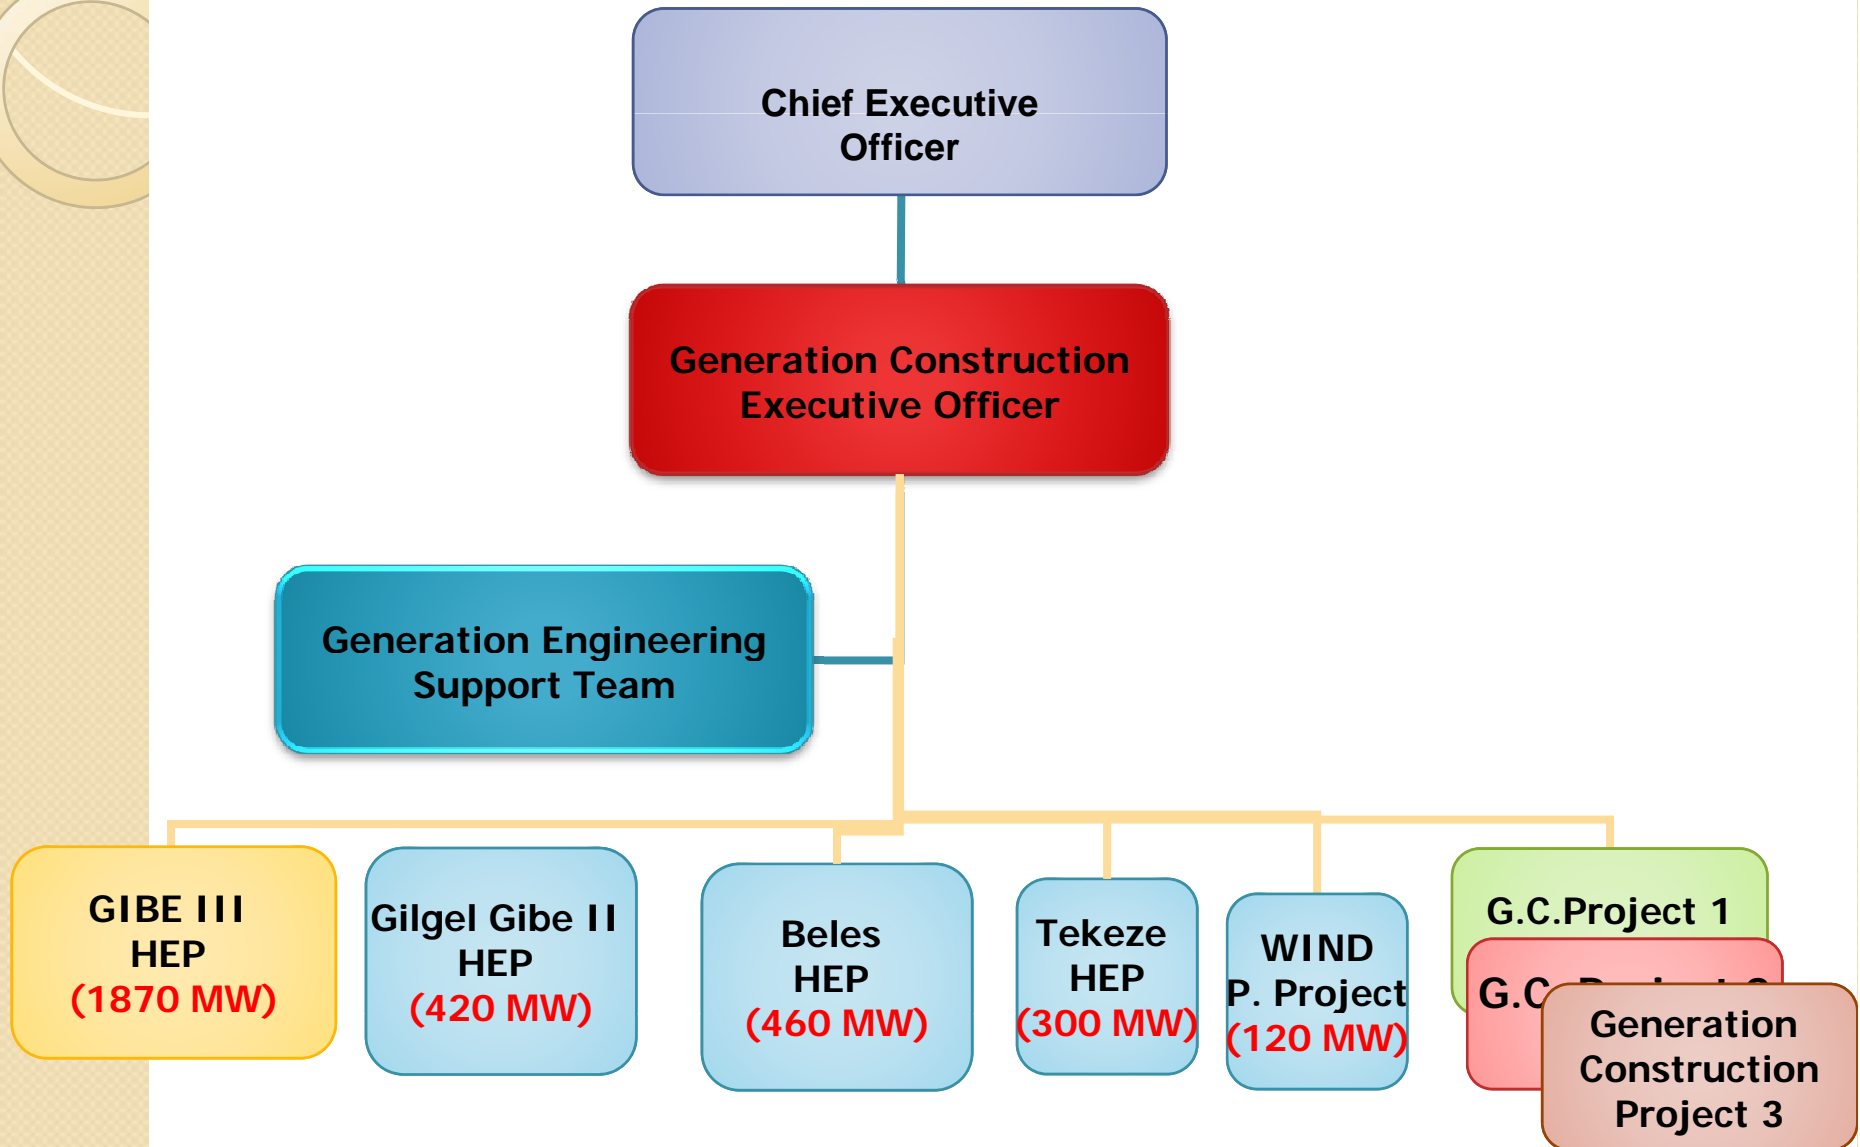 Chief Executive
Officer
Generation Construction
Executive Officer
Generation Engineering
Support Team
GIBE III
HEP
(1870 MW)
Gilgel Gibe II
HEP
(420 MW)
Beles
HEP
(460 MW)
Tekeze
HEP
(300 MW)
WIND
P. Project
(120 MW)
G.C.Project 1
G.C.
Generation
Construction
Project 3